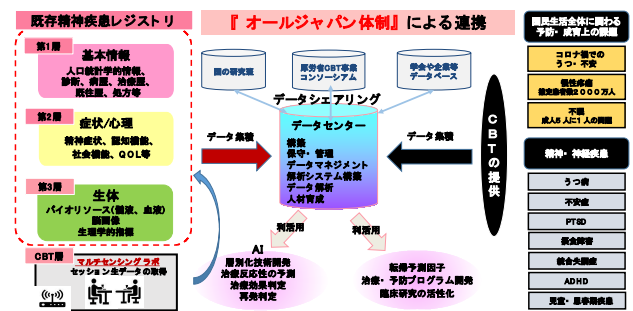 既存精神疾患レジストリ
第1層
基本情報
人口統計学的情報、
診断、病歴、治療歴、
既往歴、処方等
第2層
症状/心理
精神症状、認知機能、
社会機能、QOL等
第3層
生体
バイオリソース(髄液、血液)
脳画像
生理学的指標
CBT層
マルチセンシングラボ
セッション生データの取得
『オールジャパン体制』による連携
国の研究班
厚労省CBT事業
コンソーシアム
学会や企業等
データベース
データシェアリング
データセンター
構築
保守・管理
データマネジメント
解析システム構築
データ解析
人材育成
データ集積
データ集積
利活用
利活用
AI
層別化技術開発
治療反応性の予測
治療効果判定
再発判定
転帰予測因子
治療・予防プログラム開発
臨床研究の活性化
CBTの提供
国民生活全体に関わる
予防・成育上の課題
コロナ禍での
うつ・不安
慢性疼痛
推定患者数2000万人
不眠
成人5人に1人の問題
精神・神経疾患
うつ病
不安症
PTSD
摂食障害
統合失調症
ADHD
児童・思春期疾患